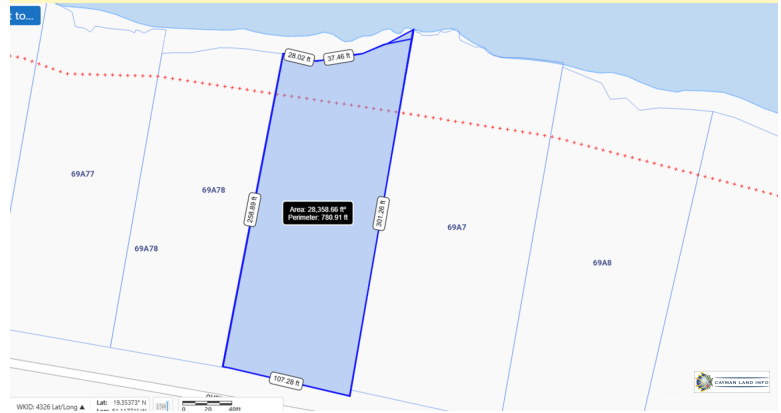 to...
28.02 ft
37.46 ft
69A77
69A78
258.89 ft
Area: 28,358.66 ft²
Perimeter: 780.91 ft
301.26 ft
69A7
69A78
69A8
107.28 ft
CAYMAN LAND INFO
WKID: 4326 Lat/Long ▲
Lat: 19.35373° N
0 20 40ft